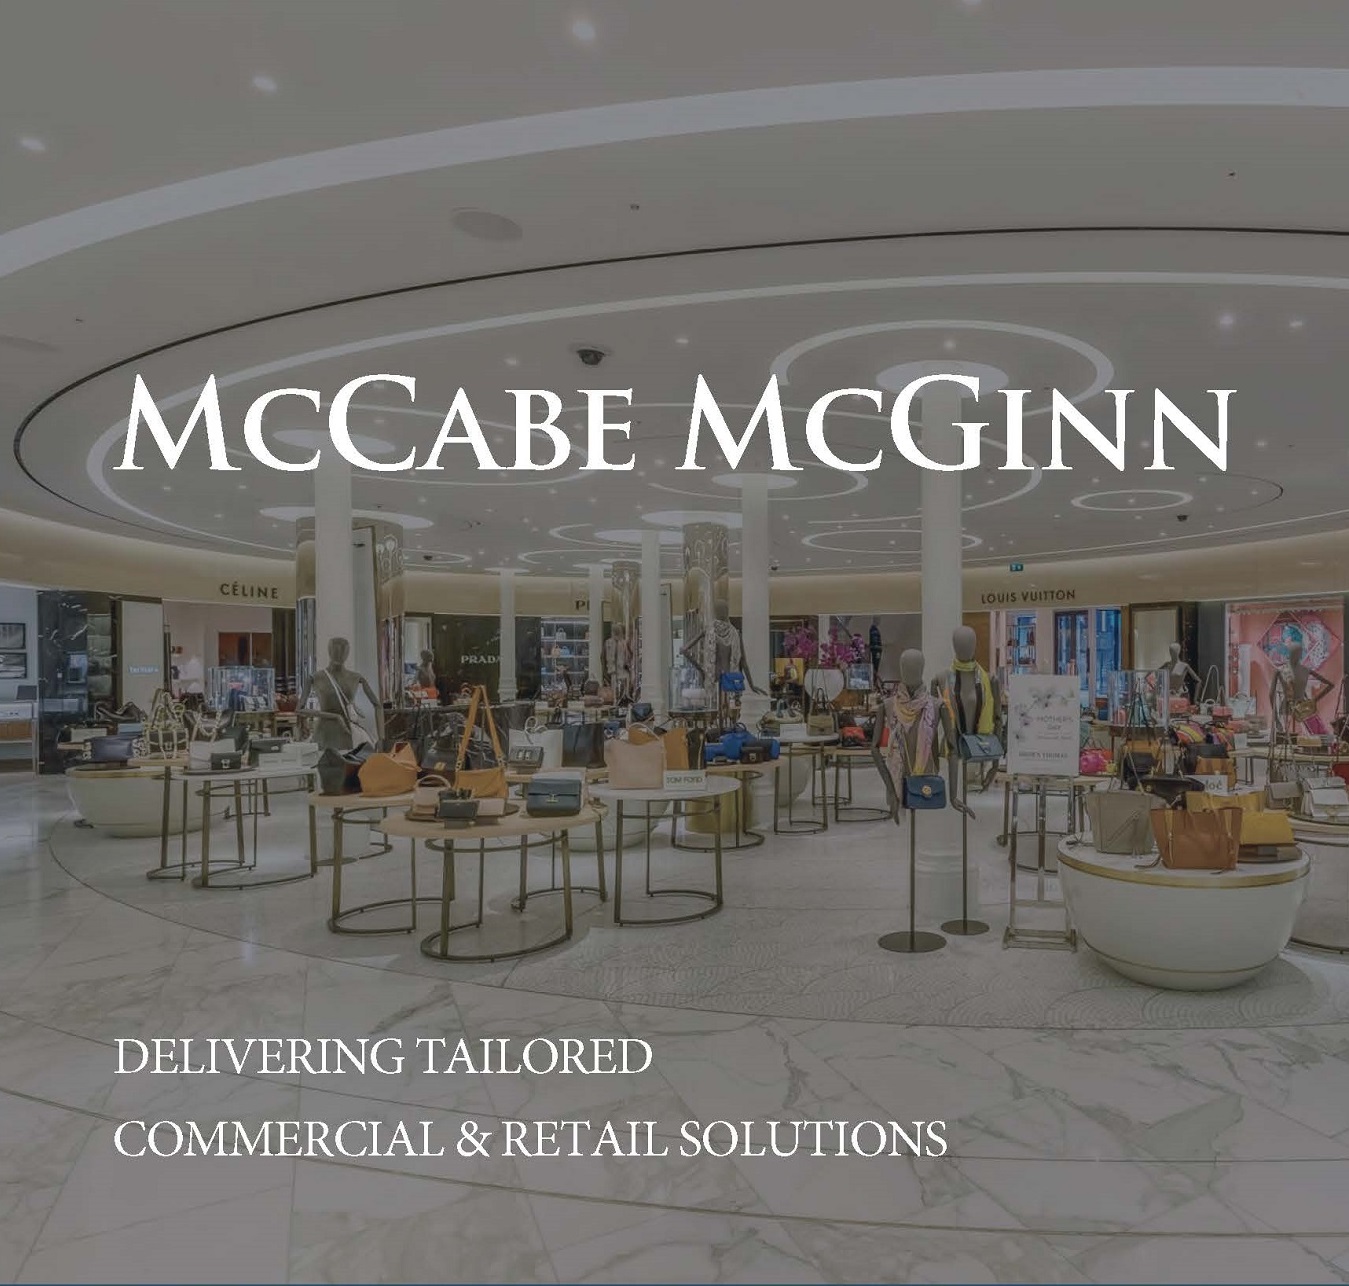 McCabe McGinn
CÉLINE
LOUIS VUITTON
PRADA
MOTHER'S
DAY
TOM FORD
DELIVERING TAILORED
COMMERCIAL & RETAIL SOLUTIONS